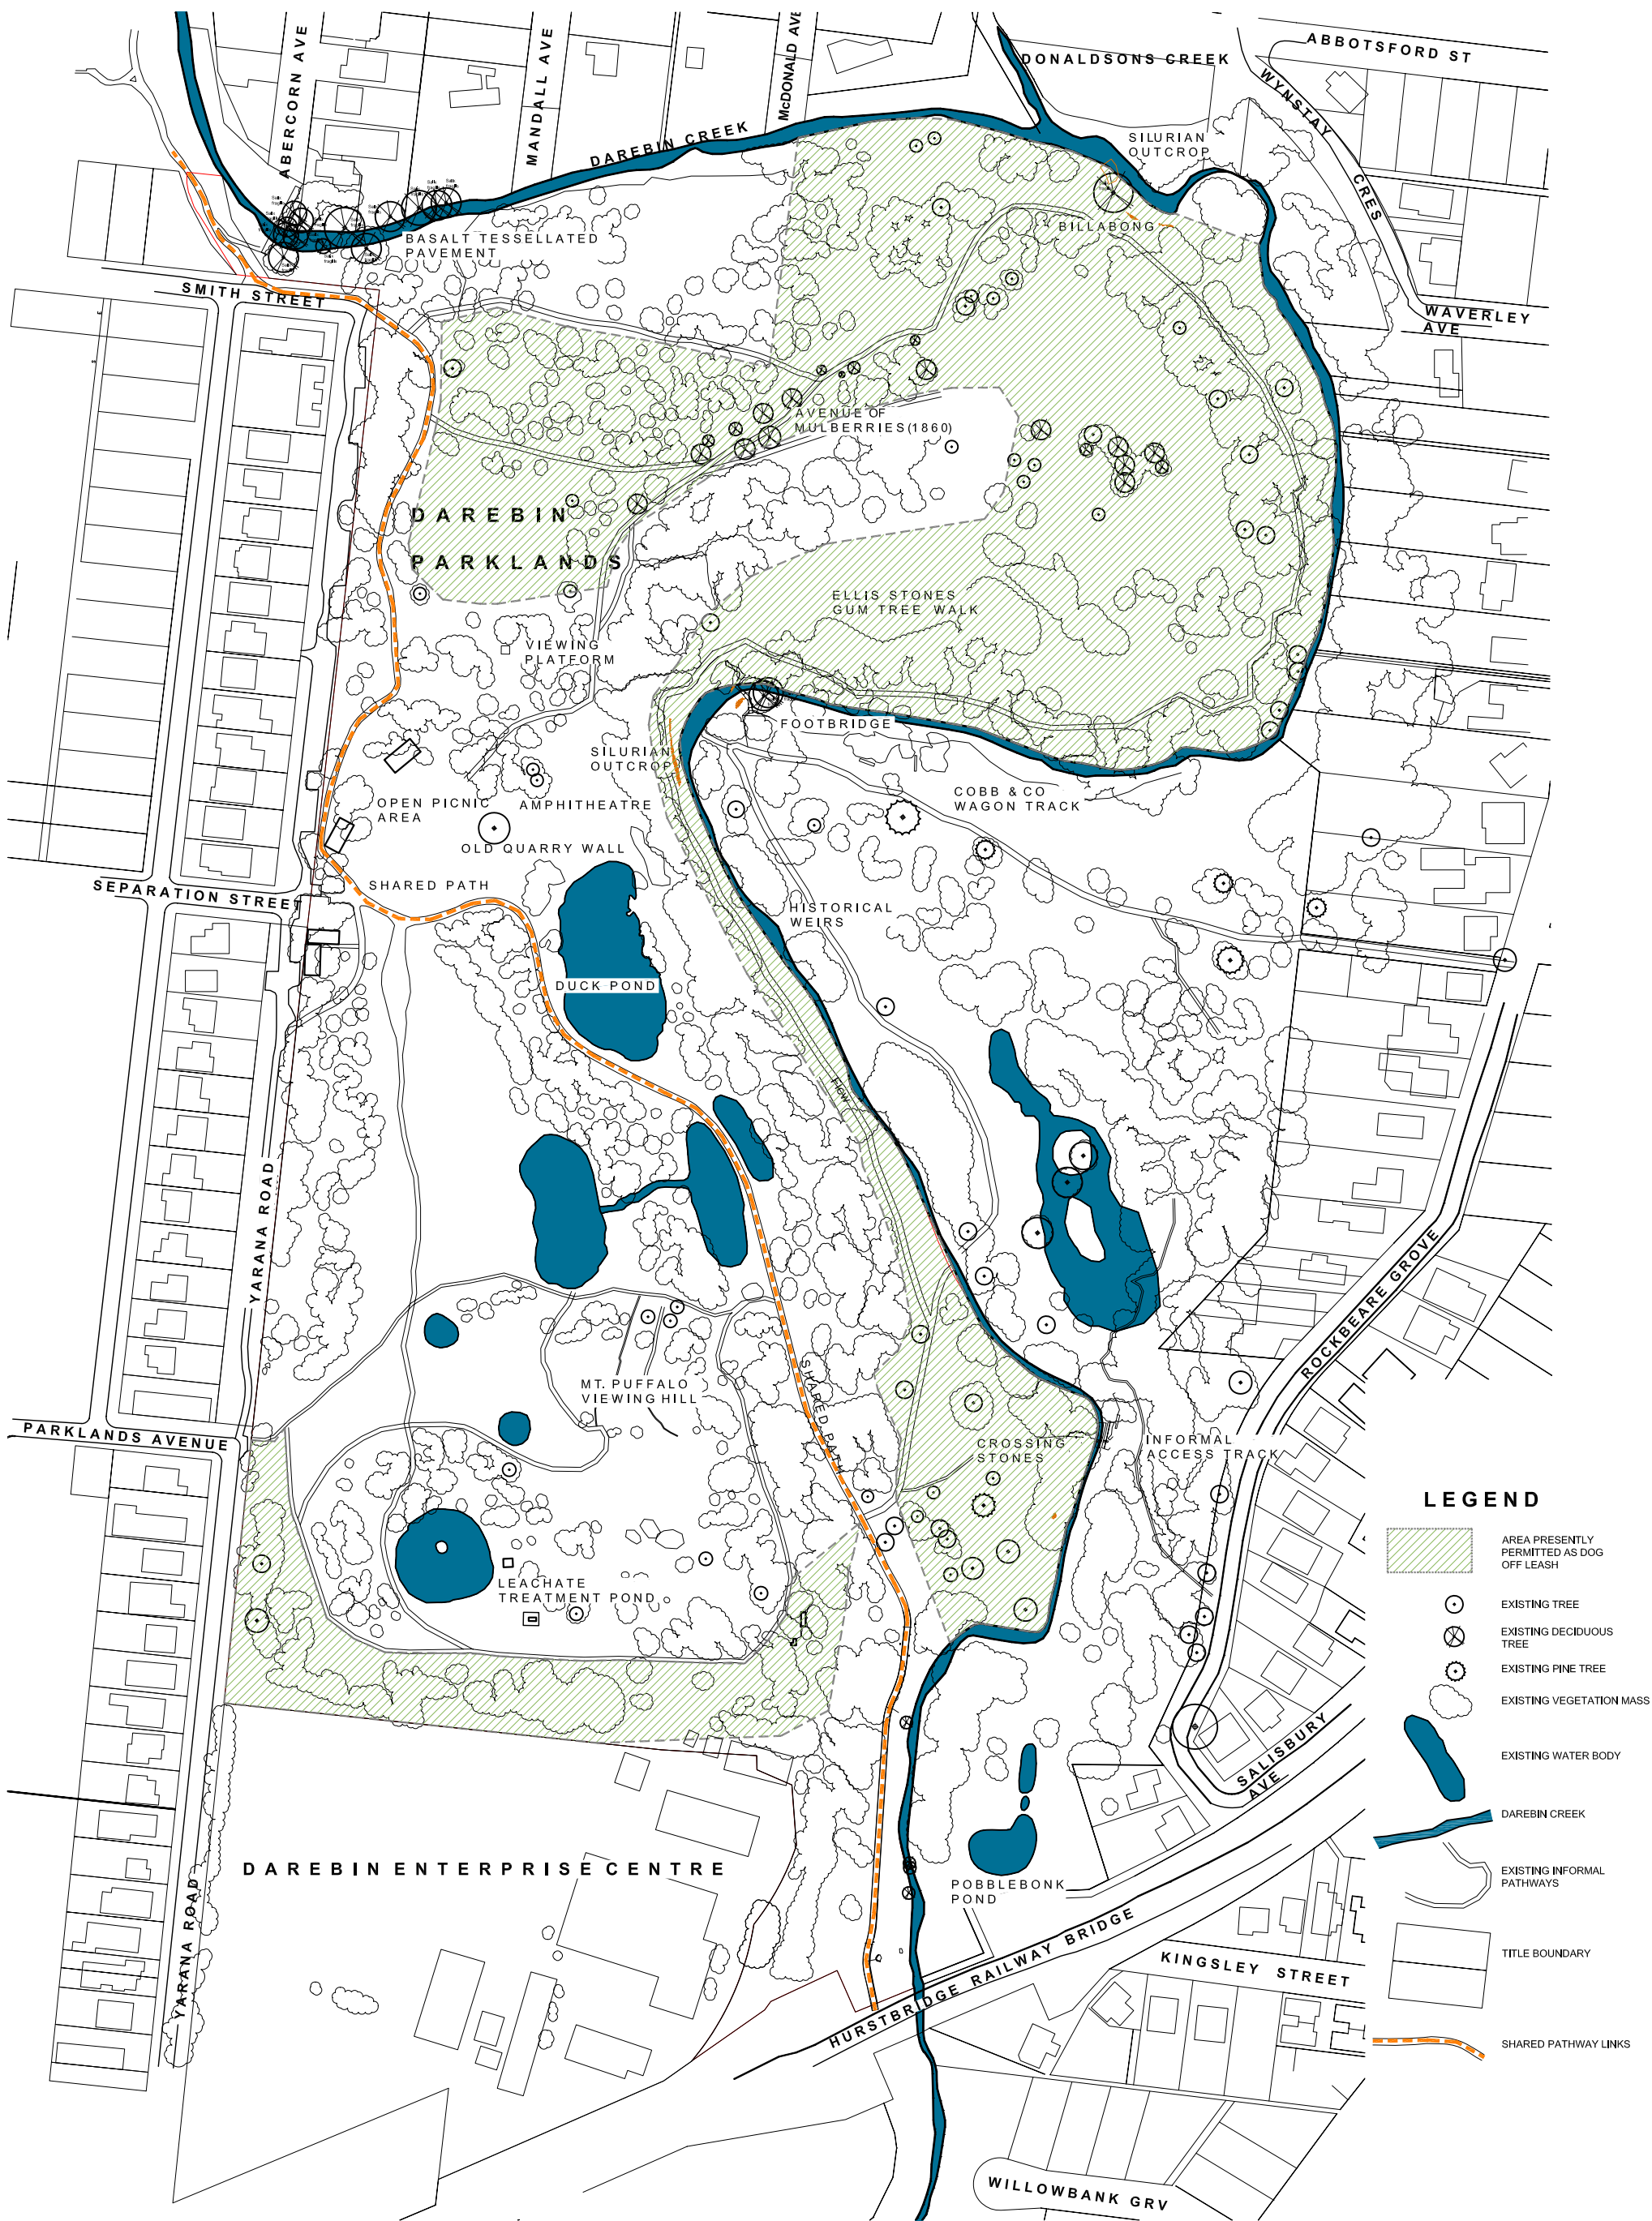 ABERCORN AVE
MANDALL AVE
McDONALD AVE
DONALDSONS CREEK
ABBOTSFORD ST
WYNSTAY CRES
DAREBIN CREEK
SILURIAN
OUTCROP
BILLABONG
BASALT TESSELLATED
PAVEMENT
SMITH STREET
WAVERLEY
AVE
AVENUE OF
MULBERRIES(1860)
DAREBIN
PARKLANDS
ELLIS STONES
GUM TREE WALK
VIEWING
PLATFORM
FOOTBRIDGE
SILURIAN
OUTCROP
COBB & CO
WAGON TRACK
OPEN PICNIC
AREA
AMPHITHEATRE
OLD QUARRY WALL
SHARED PATH
SEPARATION STREET
HISTORICAL
WEIRS
DUCK POND
Flow
YARANA ROAD
ROCKBEARE GROVE
MT. PUFFALO
VIEWING HILL
SHARED PATH
PARKLANDS AVENUE
CROSSING
STONES
INFORMAL
ACCESS TRACK
LEACHATE
TREATMENT POND
SALISBURY
AVE
DAREBIN ENTERPRISE CENTRE
YARANA ROAD
POBBLEBONK
POND
HURSTBRIDGE RAILWAY BRIDGE
KINGSLEY STREET
WILLOWBANK GRV
LEGEND
AREA PRESENTLY
PERMITTED AS DOG
OFF LEASH
EXISTING TREE
EXISTING DECIDUOUS
TREE
EXISTING PINE TREE
EXISTING VEGETATION MASS
EXISTING WATER BODY
DAREBIN CREEK
EXISTING INFORMAL
PATHWAYS
TITLE BOUNDARY
SHARED PATHWAY LINKS